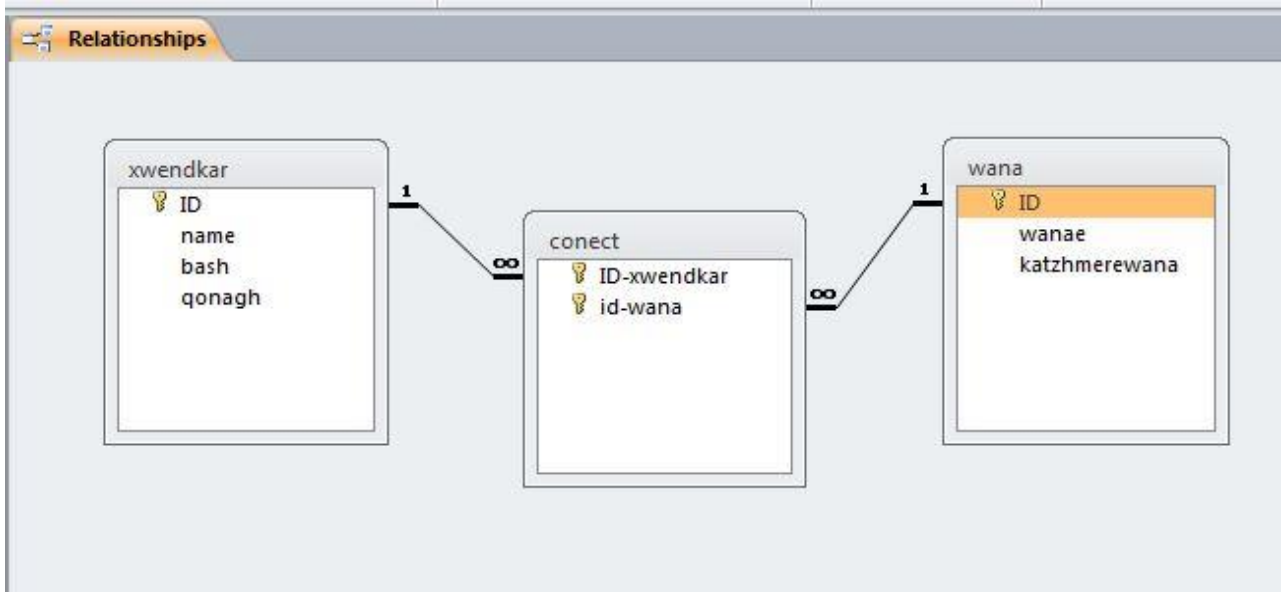 Relationships
xwendkar
ID
name
bash
qonagh
1
∞
conect
ID-xwendkar
id-wana
∞
1
wana
ID
wanae
katzhmerewana